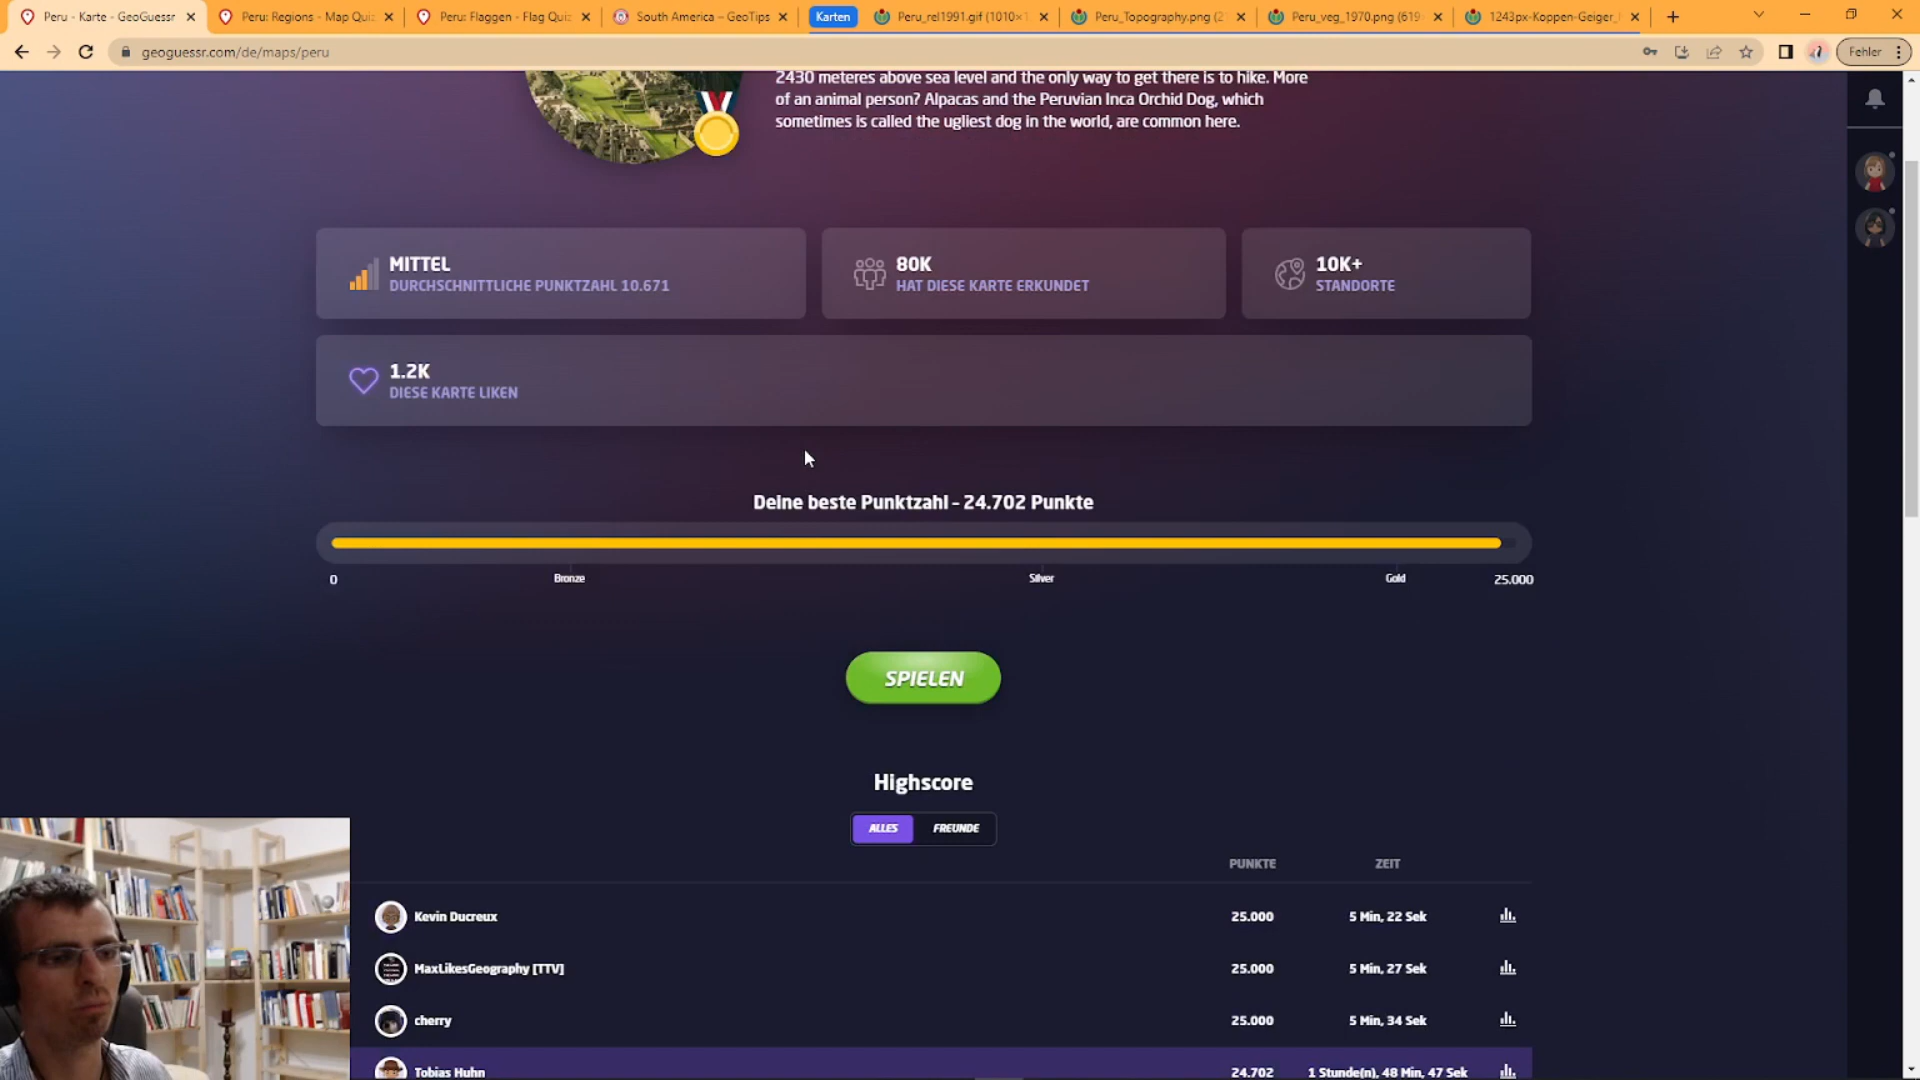 Peru - Karte - GeoGuessr
Peru: Regions - Map Qui
Peru: Flaggen - Flag Qui
South America – GeoTips
Karten
Peru_rel1991.gif (1010×1
Peru_Topography.png (2
Peru_veg_1970.png (619
1243px-Koppen-Geiger_
geoguessr.com/de/maps/peru
Fehler
2430 meteres above sea level and the only way to get there is to hike. More
of an animal person? Alpacas and the Peruvian Inca Orchid Dog, which
sometimes is called the ugliest dog in the world, are common here.
MITTEL
DURCHSCHNITTLICHE PUNKTZAHL 10.671
80K
HAT DIESE KARTE ERKUNDET
10K+
STANDORTE
1.2K
DIESE KARTE LIKEN
Deine beste Punktzahl - 24.702 Punkte
0
Bronze
Silver
Gold
25.000
SPIELEN
Highscore
ALLES
FREUNDE
PUNKTE
ZEIT
Kevin Ducreux
25.000
5 Min, 22 Sek
MaxLikesGeography [TTV]
25.000
5 Min, 27 Sek
cherry
25.000
5 Min, 34 Sek
Tobias Huhn
24.702
1 Stunde(n), 48 Min, 47 Sek